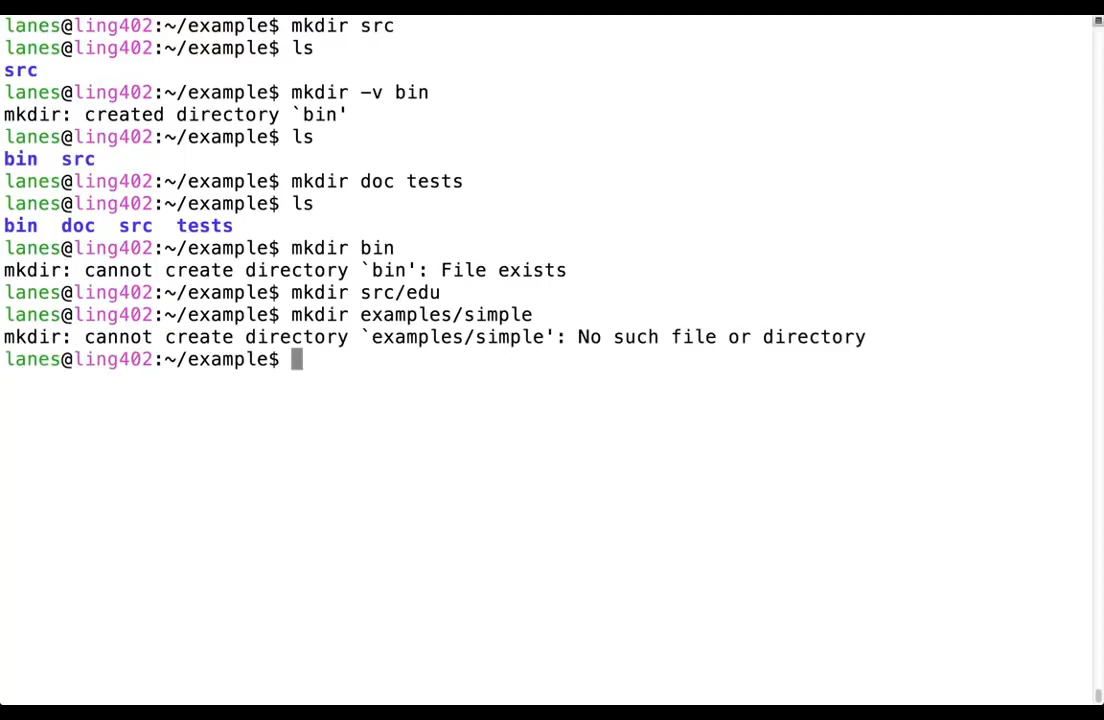 lanes@ling402:~/example$ mkdir src
lanes@ling402:~/example$ ls
src
lanes@ling402:~/example$ mkdir -v bin
mkdir: created directory `bin'
lanes@ling402:~/example$ ls
bin  src
lanes@ling402:~/example$ mkdir doc tests
lanes@ling402:~/example$ ls
bin  doc  src  tests
lanes@ling402:~/example$ mkdir bin
mkdir: cannot create directory `bin': File exists
lanes@ling402:~/example$ mkdir src/edu
lanes@ling402:~/example$ mkdir examples/simple
mkdir: cannot create directory `examples/simple': No such file or directory
lanes@ling402:~/example$